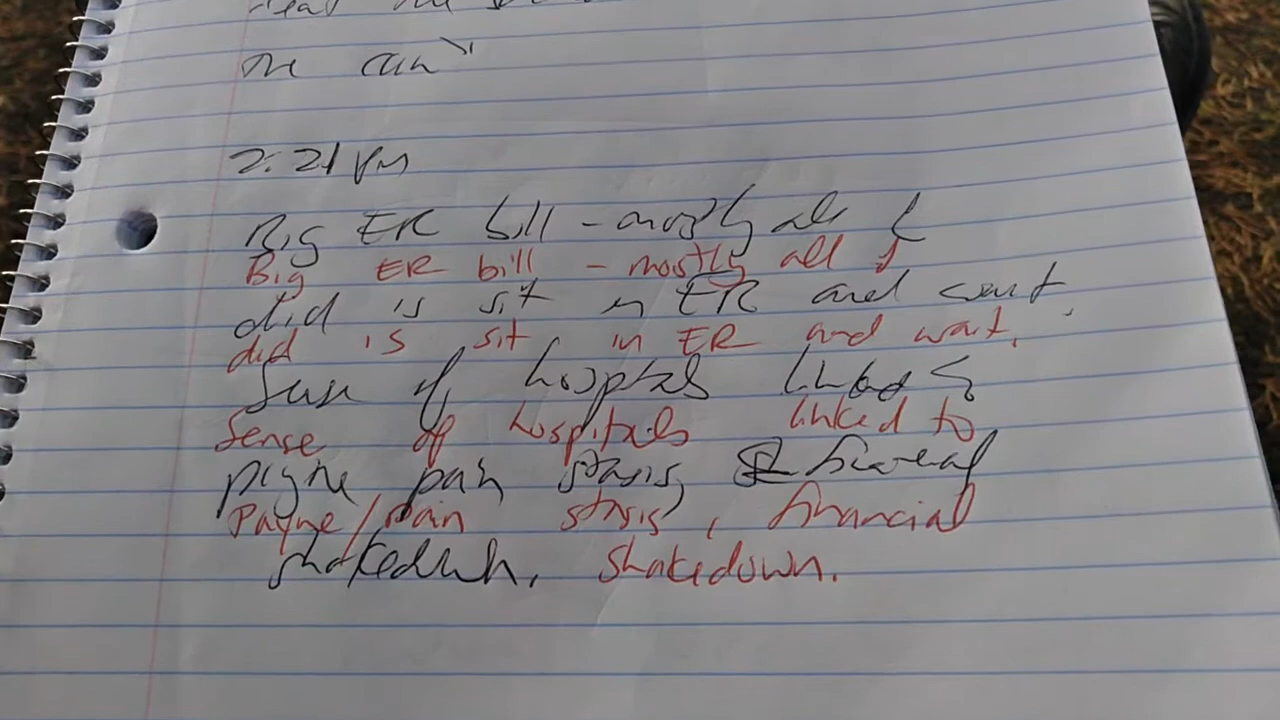 the can"
2:21 pm
Big ER bill - mostly all I
Big ER bill - mostly all I
did is sit in ER and wait.
did is sit in ER and wait.
Sense of hospitals linked to
Sense of hospitals linked to
payne pain stasis, financial
Payne/pain stasis, financial
shakedown. shakedown.